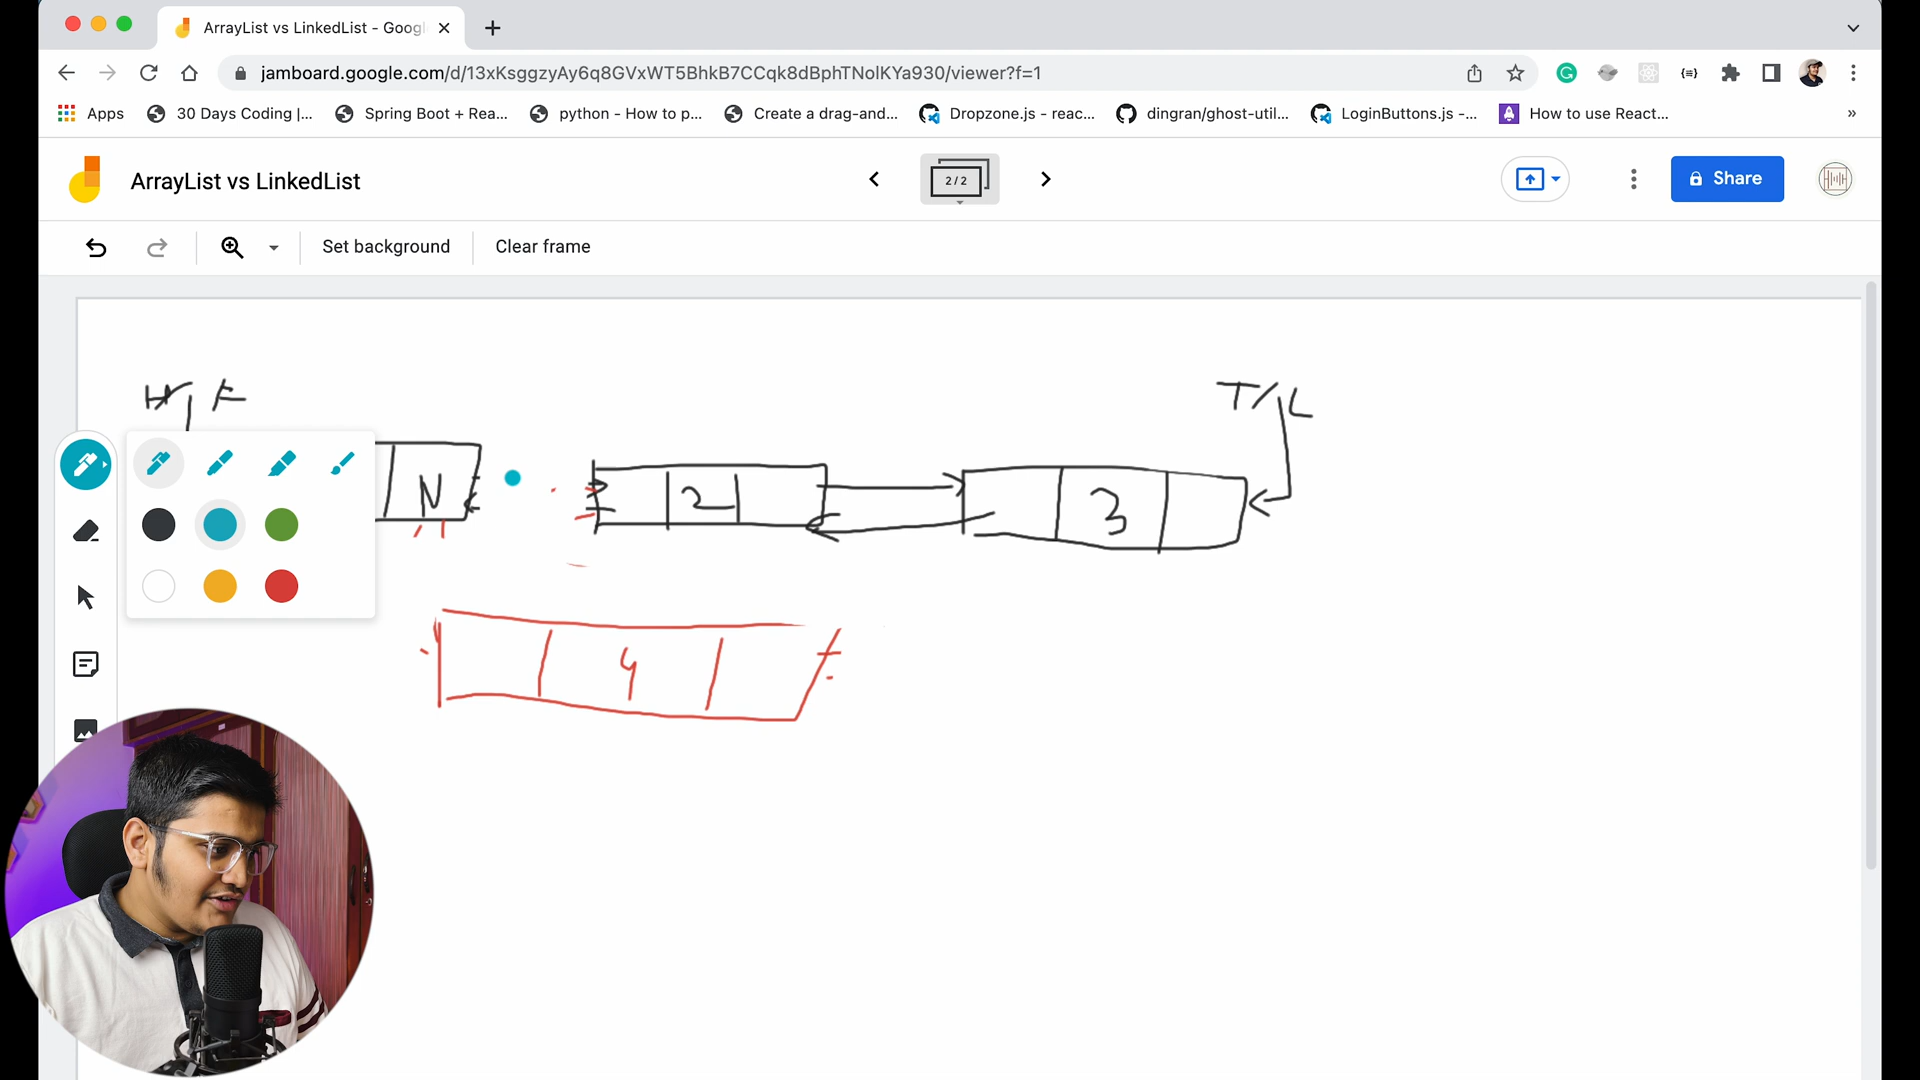 ArrayList vs LinkedList - Goog
jamboard.google.com/d/13xKsggzyAy6q8GVxWT5BhkB7CCqk8dBphTNolKYa930/viewer?f=1
Apps 30 Days Coding |... Spring Boot + Rea... python - How to p... Create a drag-and... Dropzone.js - reac... dingran/ghost-util... LoginButtons.js -... How to use React... »
ArrayList vs LinkedList
2 / 2
Share
Set background
Clear frame
T/L
N
2
3
4